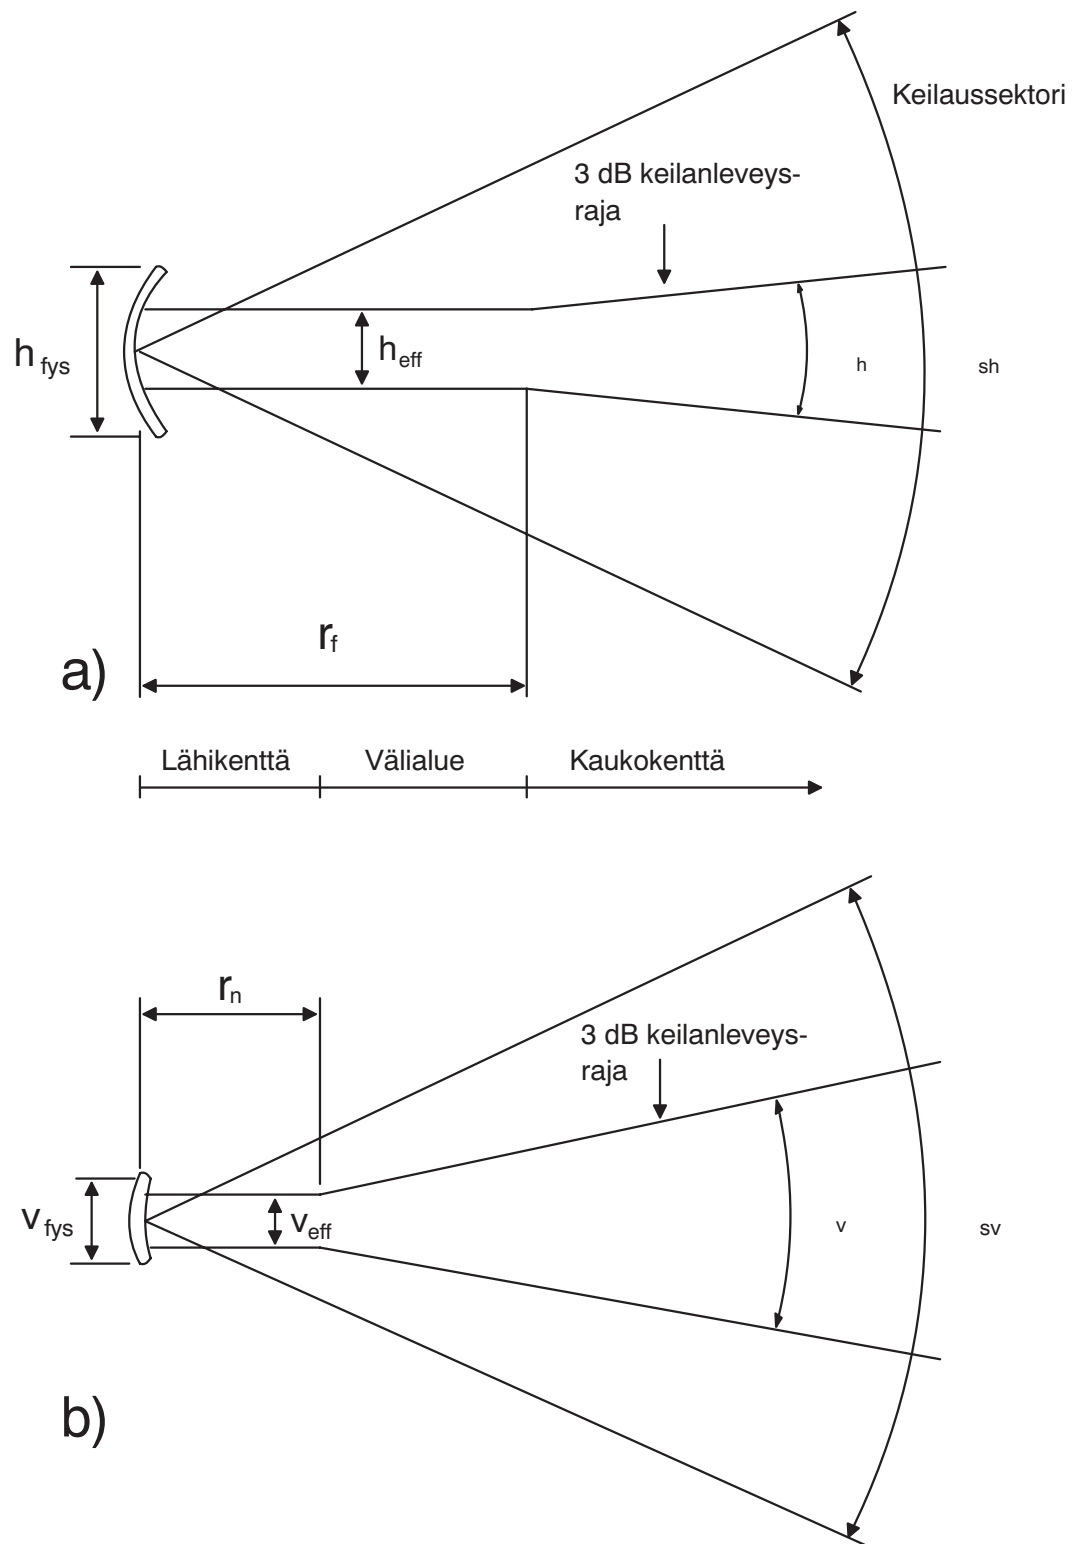 Keilaussektori
3 dB keilanleveys-
raja
h fys
h eff
h
sh
r f
a)
Lähikenttä Välialue Kaukokenttä
r n
3 dB keilanleveys-
raja
v fys
v eff
v
sv
b)